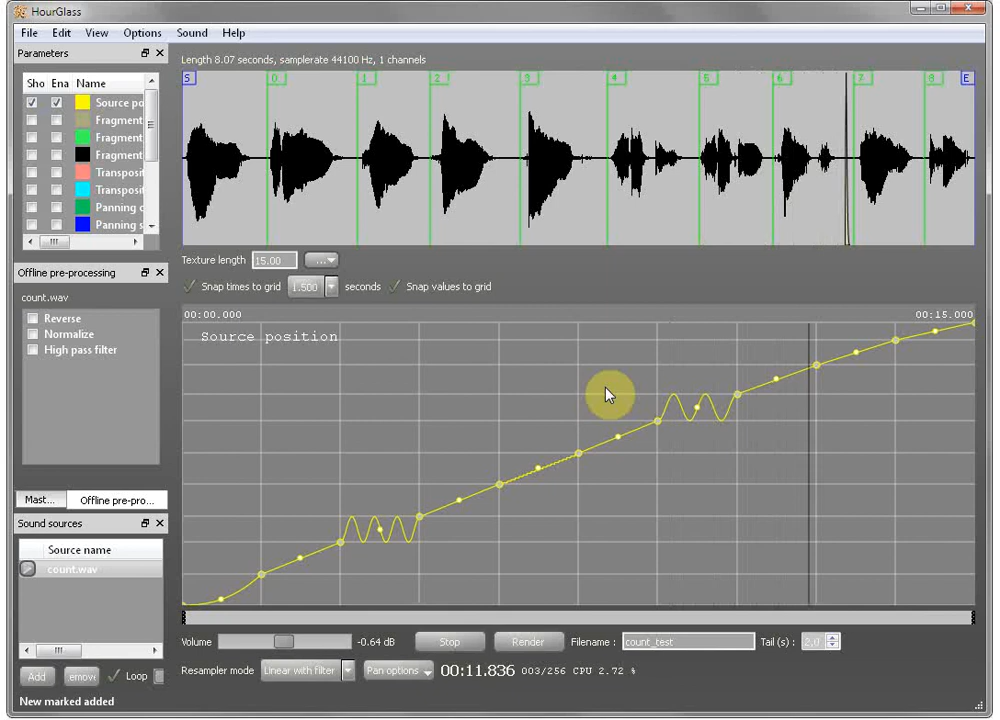 HourGlass
File Edit View Options Sound Help
Parameters
Length 8.07 seconds, samplerate 44100 Hz, 1 channels
Sho Ena Name
Source po
Fragment
Fragment
Fragment
Transposit
Transposit
Panning c
Panning s
S 0 1 2 3 4 5 6 7 8 E
Texture length 15.00 ...
Snap times to grid 1.500 seconds Snap values to grid
Offline pre-processing
count.wav
Reverse
Normalize
High pass filter
00:00.000 00:15.000
Source position
Mast... Offline pre-pro...
Sound sources
Source name
count.wav
Volume -0.64 dB Stop Render Filename: count_test Tail (s): 2.0
Resampler mode Linear with filter Pan options 00:11.836 003/256 CPU 2.72 %
Add emov Loop
New marked added